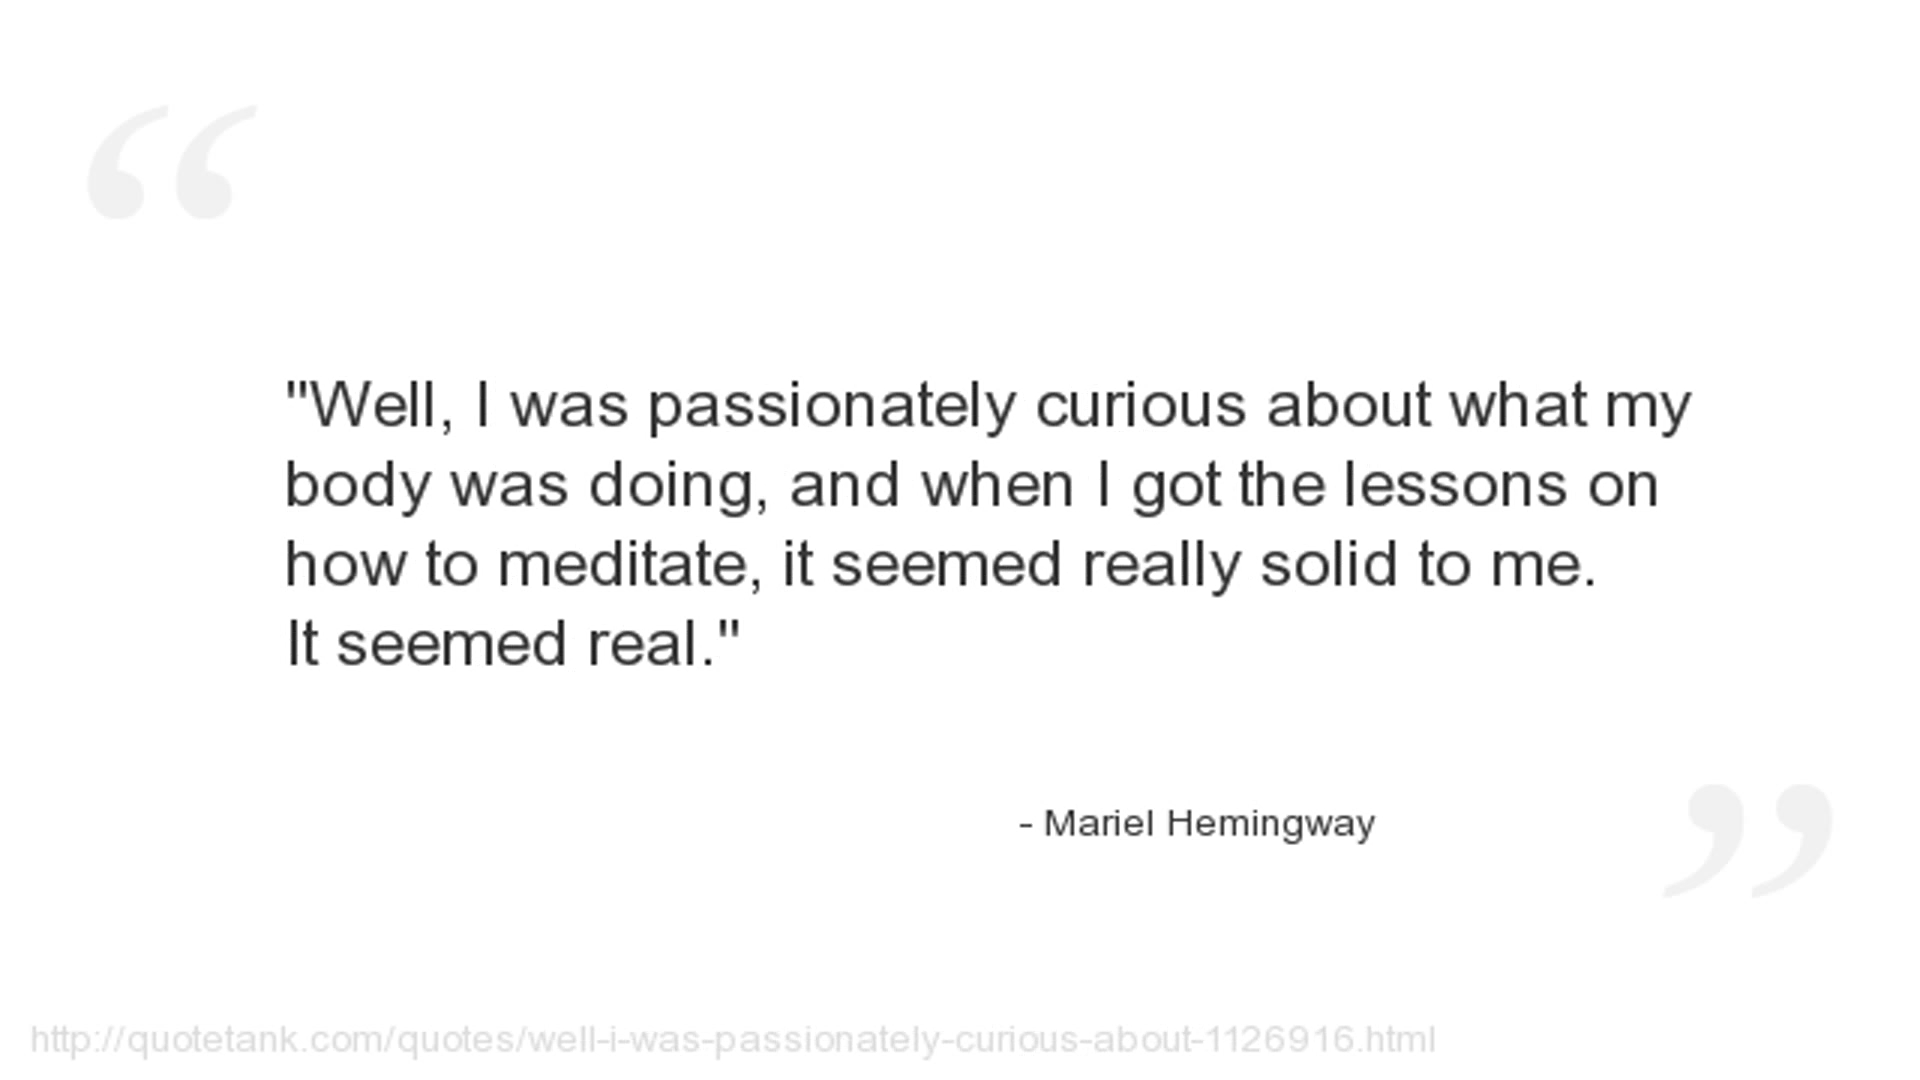 "Well, I was passionately curious about what my
body was doing, and when I got the lessons on
how to meditate, it seemed really solid to me.
It seemed real."
- Mariel Hemingway
http://quotetank.com/quotes/well-i-was-passionately-curious-about-1126916.html